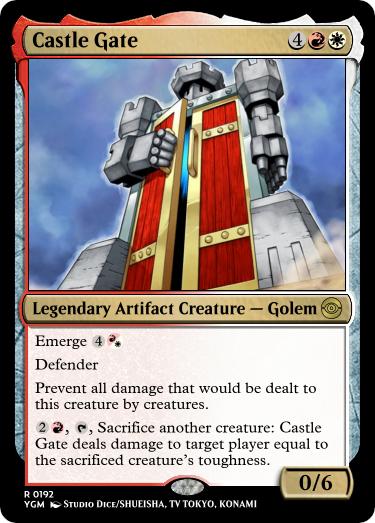 Castle Gate 4
Legendary Artifact Creature — Golem
Emerge 4
Defender
Prevent all damage that would be dealt to
this creature by creatures.
2, , Sacrifice another creature: Castle
Gate deals damage to target player equal to
the sacrificed creature's toughness.
0/6
R 0192
YGM Studio Dice/SHUEISHA, TV TOKYO, KONAMI